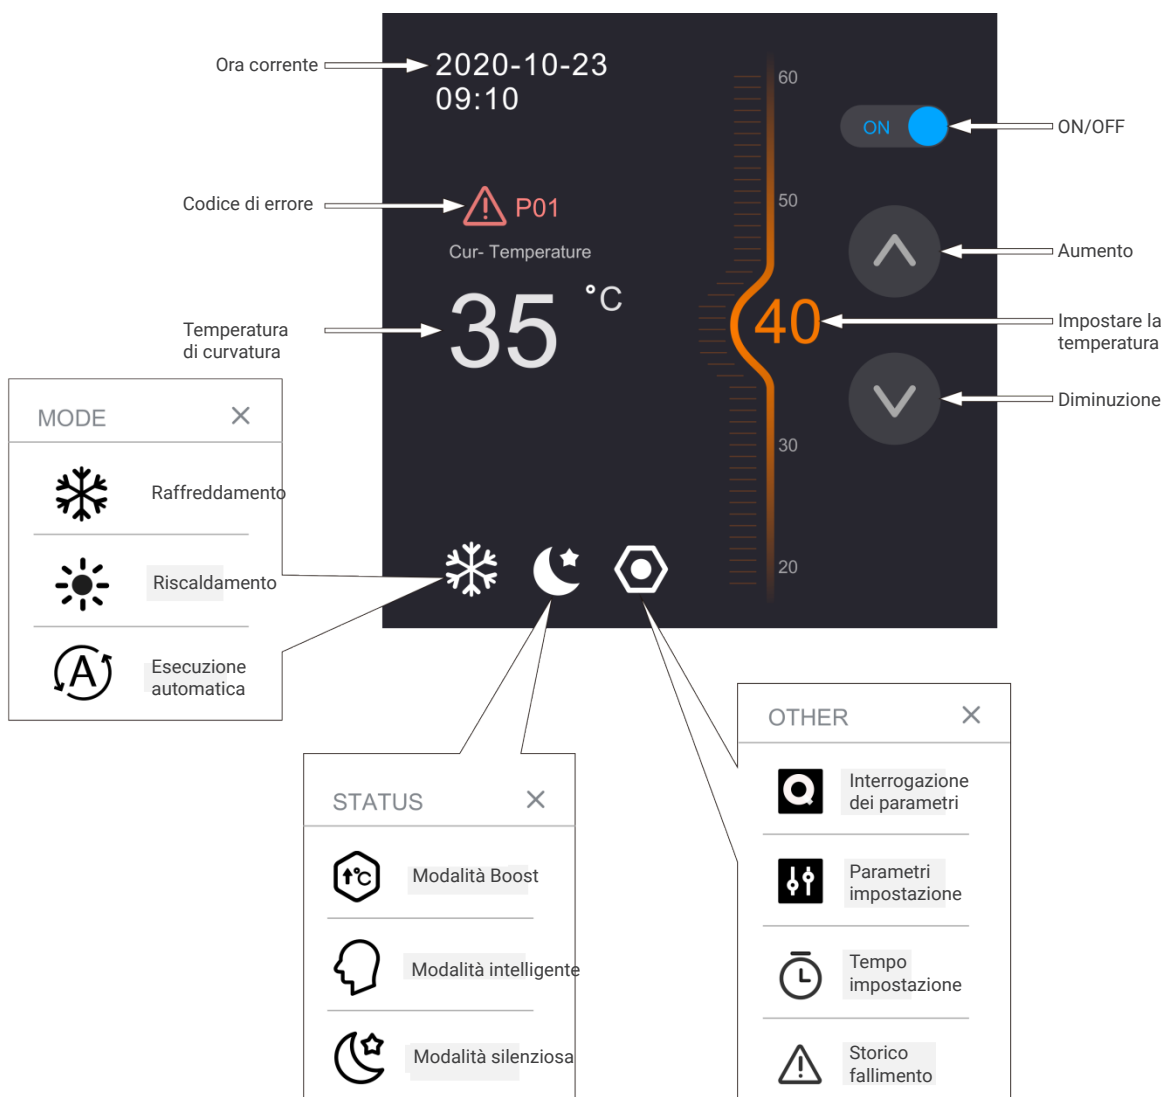 Ora corrente
2020-10-23
09:10
60
ON
ON/OFF
50
Codice di errore
P01
Cur- Temperature
Aumento
35 °C
40
Temperatura
di curvatura
Impostare la
temperatura
Diminuzione
30
20
MODE
Raffreddamento
Riscaldamento
A
Esecuzione
automatica
STATUS
°C
Modalità Boost
Modalità intelligente
Modalità silenziosa
OTHER
Q
Interrogazione
dei parametri
Parametri
impostazione
Tempo
impostazione
Storico
fallimento